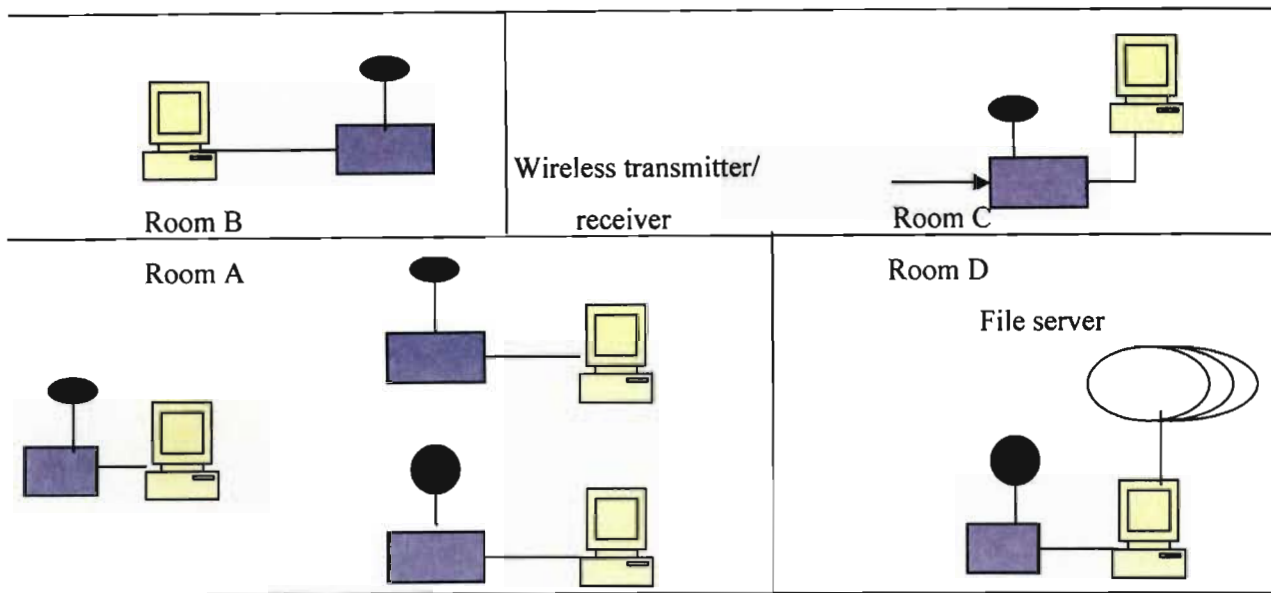 Wireless transmitter/
receiver
Room B
Room C
Room A
Room D
File server